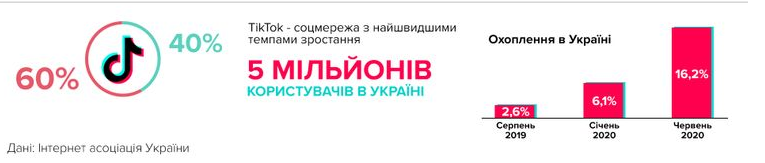 60%
40%
TikTok - соцмережа з найшвидшими
темпами зростання
5 МІЛЬЙОНІВ
КОРИСТУВАЧІВ В УКРАЇНІ
Охоплення в Україні
2,6%
6,1%
16,2%
Серпень
2019
Січень
2020
Червень
2020
Дані: Інтернет асоціація України